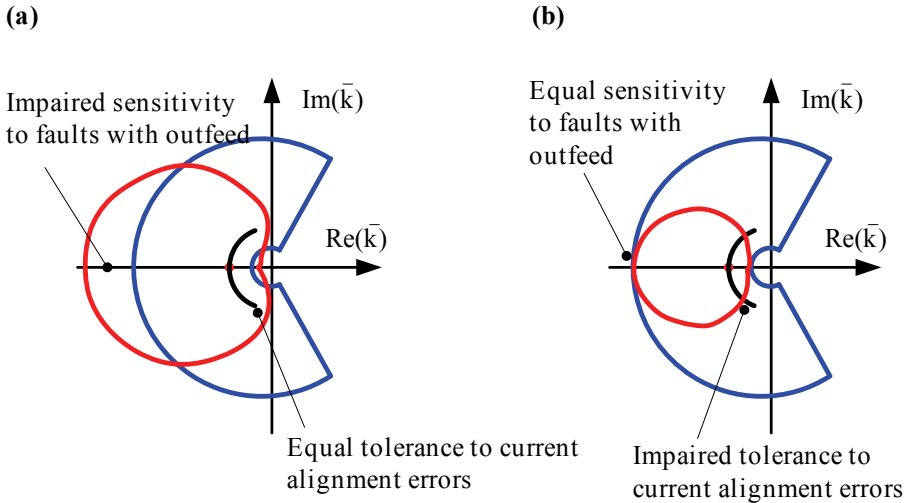 (a)
Impaired sensitivity
to faults with outfeed
Im(k̄)
Re(k̄)
Equal tolerance to current
alignment errors
(b)
Equal sensitivity
to faults with
outfeed
Im(k̄)
Re(k̄)
Impaired tolerance to
current alignment errors